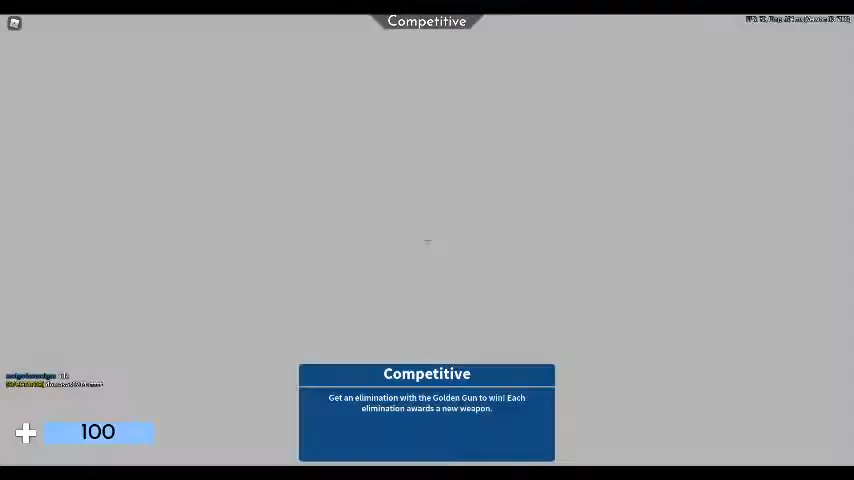 Competitive
Competitive
Get an elimination with the Golden Gun to win! Each
elimination awards a new weapon.
100